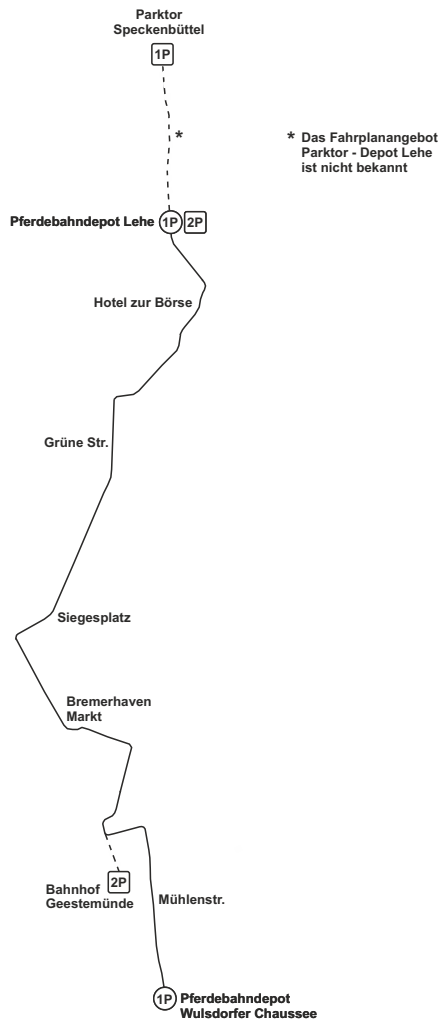 Parktor
Speckenbüttel
1P
*
* Das Fahrplanangebot
Parktor - Depot Lehe
ist nicht bekannt
Pferdebahndepot Lehe 1P 2P
Hotel zur Börse
Grüne Str.
Siegesplatz
Bremerhaven
Markt
2P
Bahnhof
Geestemünde
Mühlenstr.
1P Pferdebahndepot
Wulsdorfer Chaussee